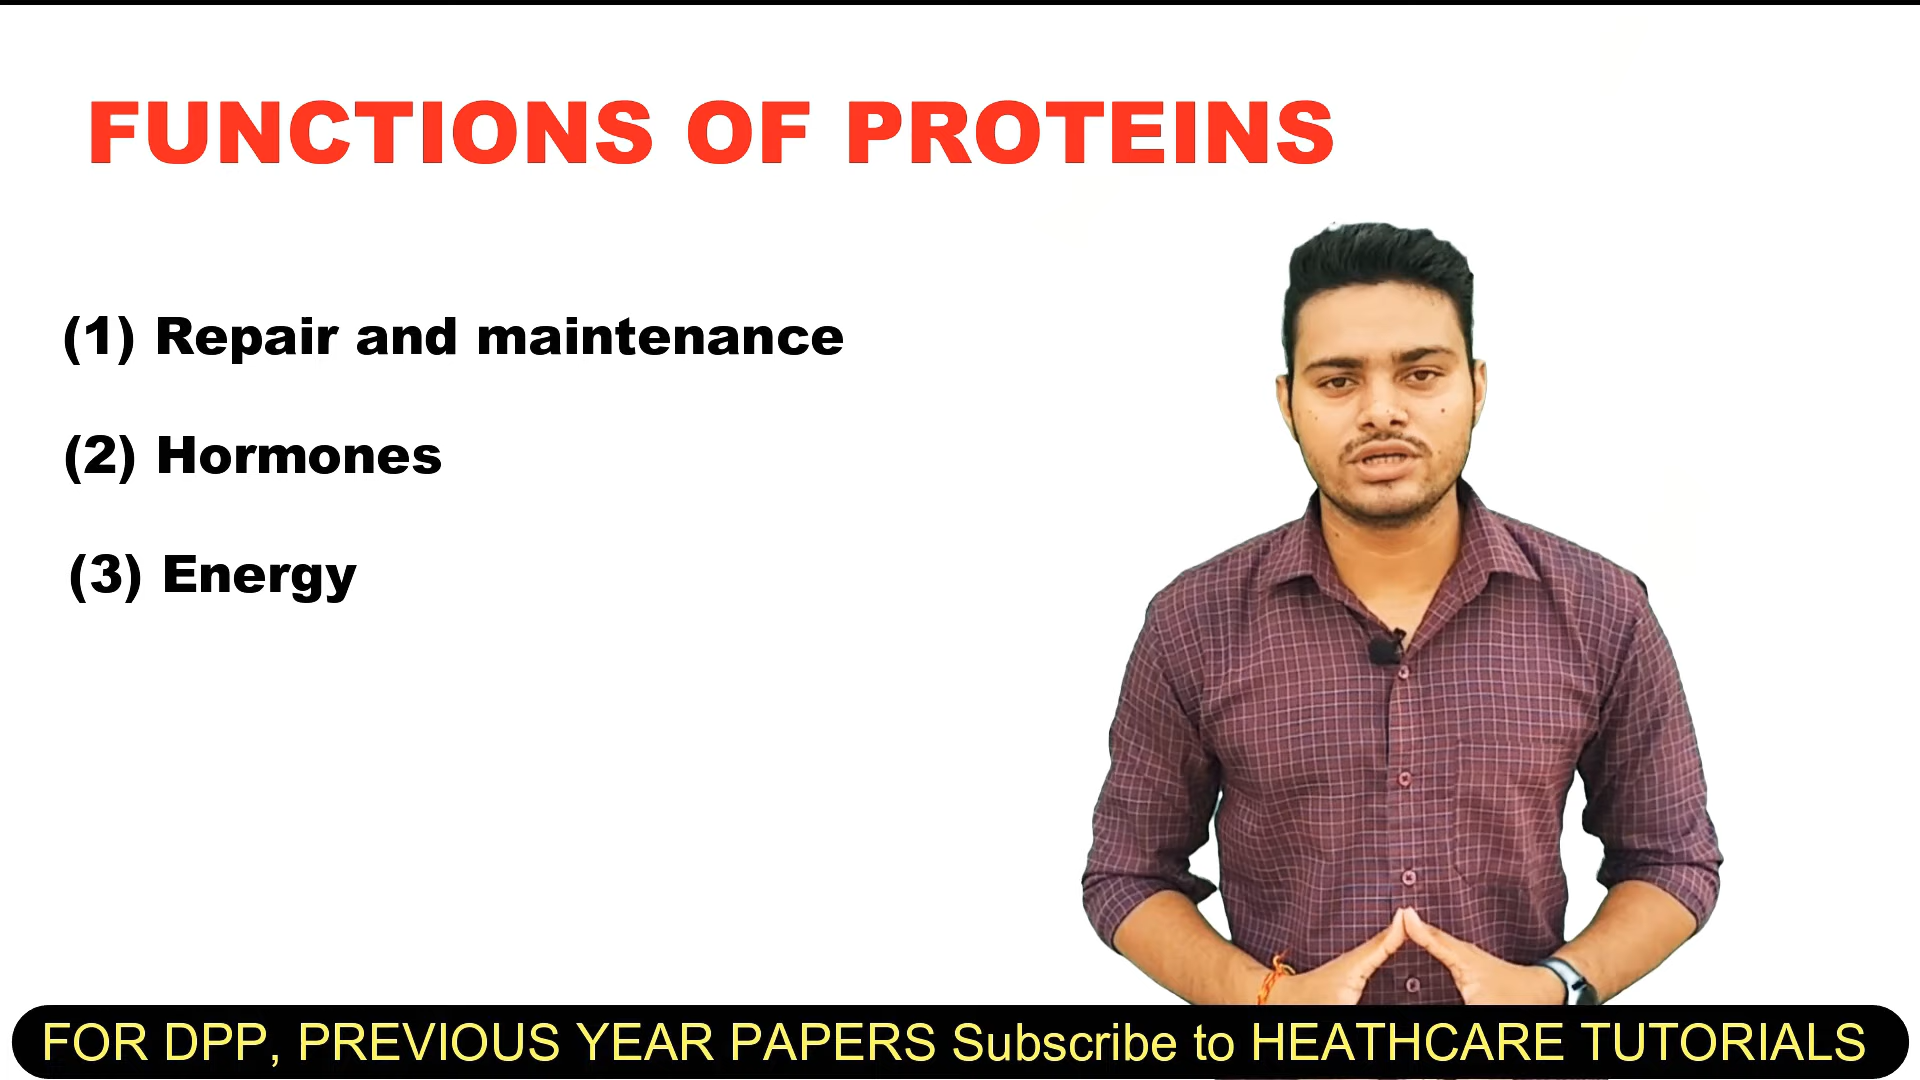 FUNCTIONS OF PROTEINS
(1) Repair and maintenance
(2) Hormones
(3) Energy
FOR DPP, PREVIOUS YEAR PAPERS Subscribe to HEATHCARE TUTORIALS